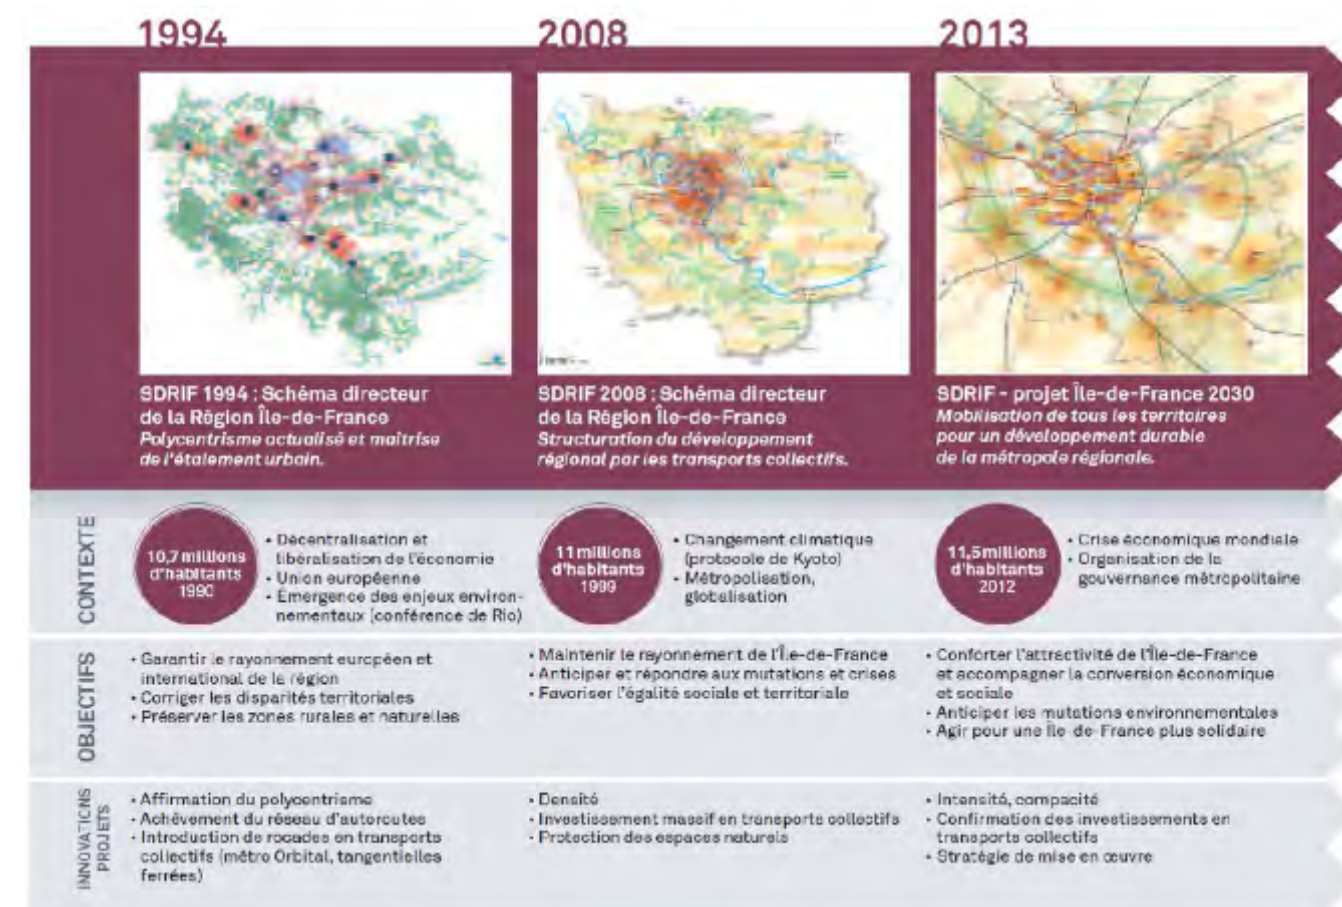 1994
2008
2013
SDRIF 1994 : Schéma directeur
de la Région Île-de-France
Polycentrisme actualisé et maîtrise
de l'étalement urbain.
SDRIF 2008 : Schéma directeur
de la Région Île-de-France
Structuration du développement
régional par les transports collectifs.
SDRIF - projet Île-de-France 2030
Mobilisation de tous les territoires
pour un développement durable
de la métropole régionale.
CONTEXTE
10,7 millions
d'habitants
1990
• Décentralisation et
libéralisation de l'économie
• Union européenne
• Émergence des enjeux environ-
nementaux (conférence de Rio)
11 millions
d'habitants
1999
• Changement climatique
(protocole de Kyoto)
• Métropolisation,
globalisation
11,5 millions
d'habitants
2012
• Crise économique mondiale
• Organisation de la
gouvernance métropolitaine
OBJECTIFS
• Garantir le rayonnement européen et
international de la région
• Corriger les disparités territoriales
• Préserver les zones rurales et naturelles
• Maintenir le rayonnement de l'Île-de-France
• Anticiper et répondre aux mutations et crises
• Favoriser l'égalité sociale et territoriale
• Conforter l'attractivité de l'Île-de-France
et accompagner la conversion économique
et sociale
• Anticiper les mutations environnementales
• Agir pour une Île-de-France plus solidaire
INNOVATIONS
PROJETS
• Affirmation du polycentrisme
• Achèvement du réseau d'autoroutes
• Introduction de rocades en transports
collectifs (métro Orbital, tangentielles
ferrées)
• Densité
• Investissement massif en transports collectifs
• Protection des espaces naturels
• Intensité, compacité
• Confirmation des investissements en
transports collectifs
• Stratégie de mise en œuvre